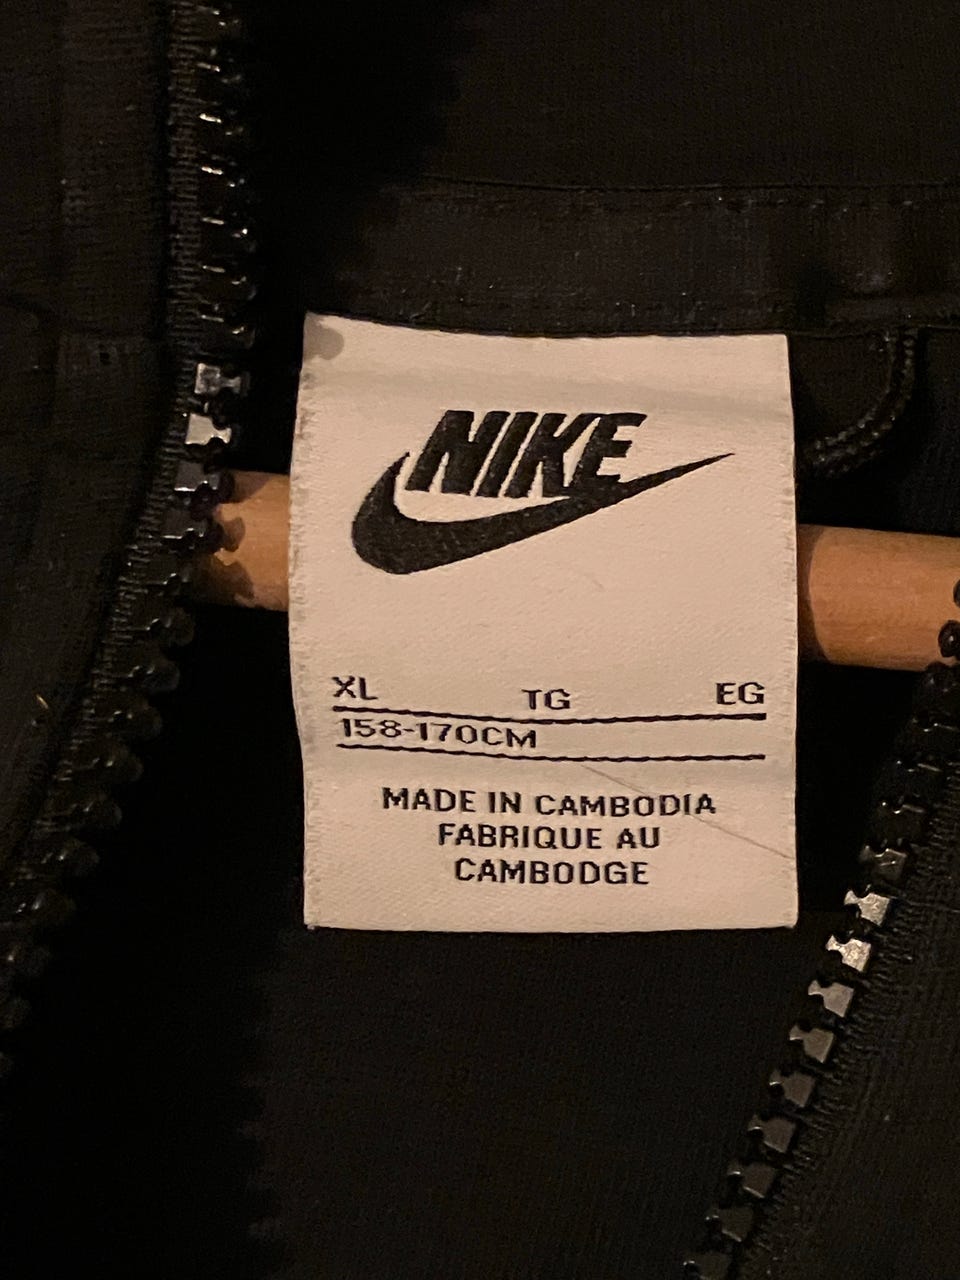 NIKE
XL TG EG
158-170CM
MADE IN CAMBODIA
FABRIQUE AU
CAMBODGE